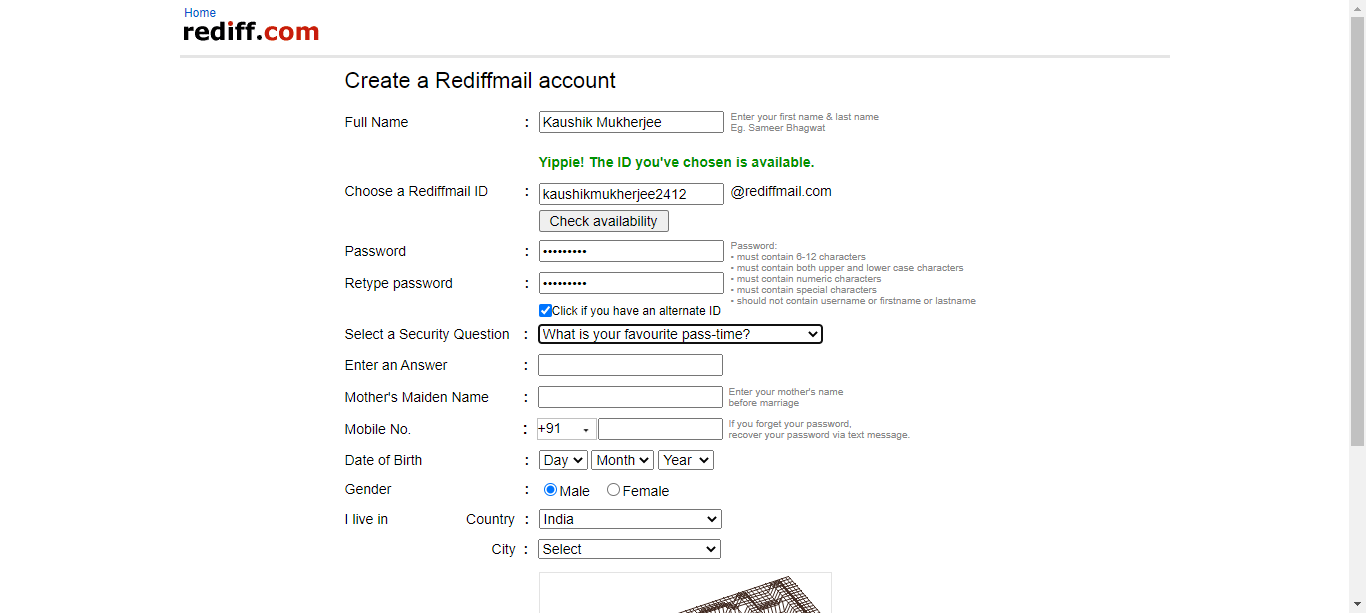 Home
rediff.com
Create a Rediffmail account
Full Name : Kaushik Mukherjee Enter your first name & last name
Eg. Sameer Bhagwat
Yippie! The ID you've chosen is available.
Choose a Rediffmail ID : kaushikmukherjee2412 @rediffmail.com
Check availability
Password : ••••••••• Password:
• must contain 6-12 characters
• must contain both upper and lower case characters
• must contain numeric characters
• must contain special characters
• should not contain username or firstname or lastname
Retype password : •••••••••
Click if you have an alternate ID
Select a Security Question : What is your favourite pass-time?
Enter an Answer :
Mother's Maiden Name : Enter your mother's name
before marriage
Mobile No. : +91 If you forget your password,
recover your password via text message.
Date of Birth : Day Month Year
Gender : Male Female
I live in Country : India
City : Select